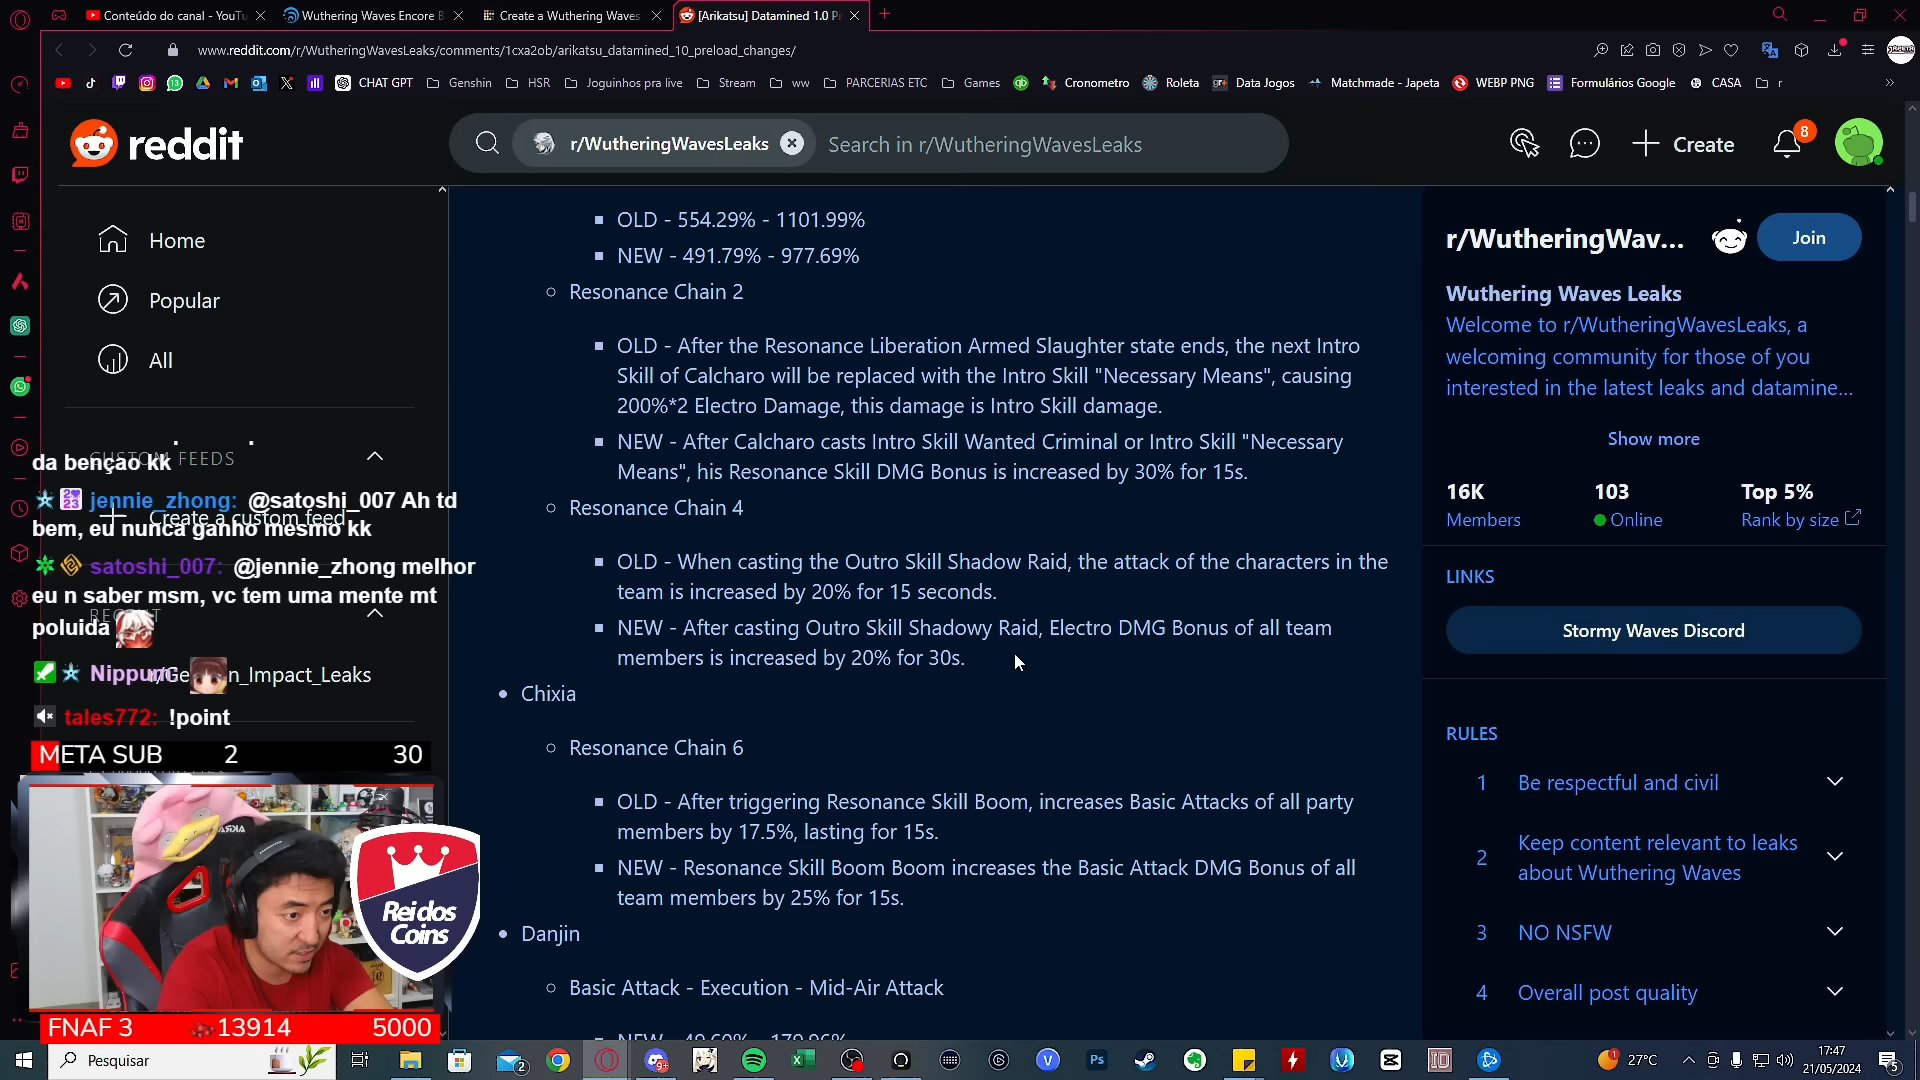 Conteúdo do canal - YouTu
Wuthering Waves Encore B
Create a Wuthering Waves
[Arikatsu] Datamined 1.0 P
www.reddit.com/r/WutheringWavesLeaks/comments/1cxa2ob/arikatsu_datamined_10_preload_changes/
CHAT GPT
Genshin
HSR
Joguinhos pra live
Stream
ww
PARCERIAS ETC
Games
Cronometro
Roleta
Data Jogos
Matchmade - Japeta
WEBP PNG
Formulários Google
CASA
r
reddit
r/WutheringWavesLeaks
Search in r/WutheringWavesLeaks
Create
8
Home
Popular
All
CUSTOM FEEDS
Create a custom feed
RECENT
da bençao kk
jennie_zhong: @satoshi_007 Ah td
bem, eu nunca ganho mesmo kk
satoshi_007: @jennie_zhong melhor
eu n saber msm, vc tem uma mente mt
poluida
n_Impact_Leaks
tales772: !point
META SUB 2 30
Rei dos
Coins
FNAF 3 13914 5000
OLD - 554.29% - 1101.99%
NEW - 491.79% - 977.69%
Resonance Chain 2
OLD - After the Resonance Liberation Armed Slaughter state ends, the next Intro
Skill of Calcharo will be replaced with the Intro Skill "Necessary Means", causing
200%*2 Electro Damage, this damage is Intro Skill damage.
NEW - After Calcharo casts Intro Skill Wanted Criminal or Intro Skill "Necessary
Means", his Resonance Skill DMG Bonus is increased by 30% for 15s.
Resonance Chain 4
OLD - When casting the Outro Skill Shadow Raid, the attack of the characters in the
team is increased by 20% for 15 seconds.
NEW - After casting Outro Skill Shadowy Raid, Electro DMG Bonus of all team
members is increased by 20% for 30s.
Chixia
Resonance Chain 6
OLD - After triggering Resonance Skill Boom, increases Basic Attacks of all party
members by 17.5%, lasting for 15s.
NEW - Resonance Skill Boom Boom increases the Basic Attack DMG Bonus of all
team members by 25% for 15s.
Danjin
Basic Attack - Execution - Mid-Air Attack
r/WutheringWav...
Join
Wuthering Waves Leaks
Welcome to r/WutheringWavesLeaks, a
welcoming community for those of you
interested in the latest leaks and datamine...
Show more
16K 103 Top 5%
Members Online Rank by size
LINKS
Stormy Waves Discord
RULES
1 Be respectful and civil
2 Keep content relevant to leaks
about Wuthering Waves
3 NO NSFW
4 Overall post quality
Pesquisar
27°C
17:47
21/05/2024